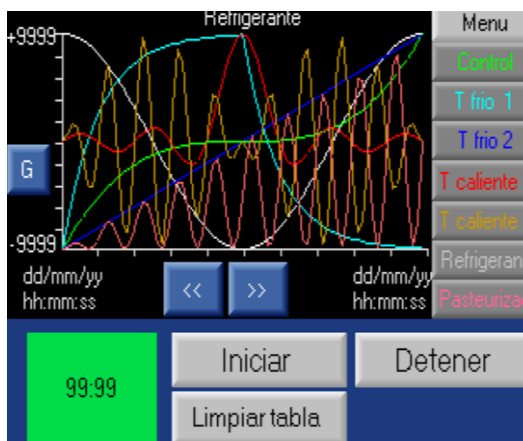 Refrigerante
Menu
+9999
Control
T frio 1
T frio 2
G
T caliente
T caliente
-9999
Refrigeran
dd/mm/yy
hh:mm:ss
<<
>>
dd/mm/yy
hh:mm:ss
Pasteuriza
99:99
Iniciar
Detener
Limpiar tabla